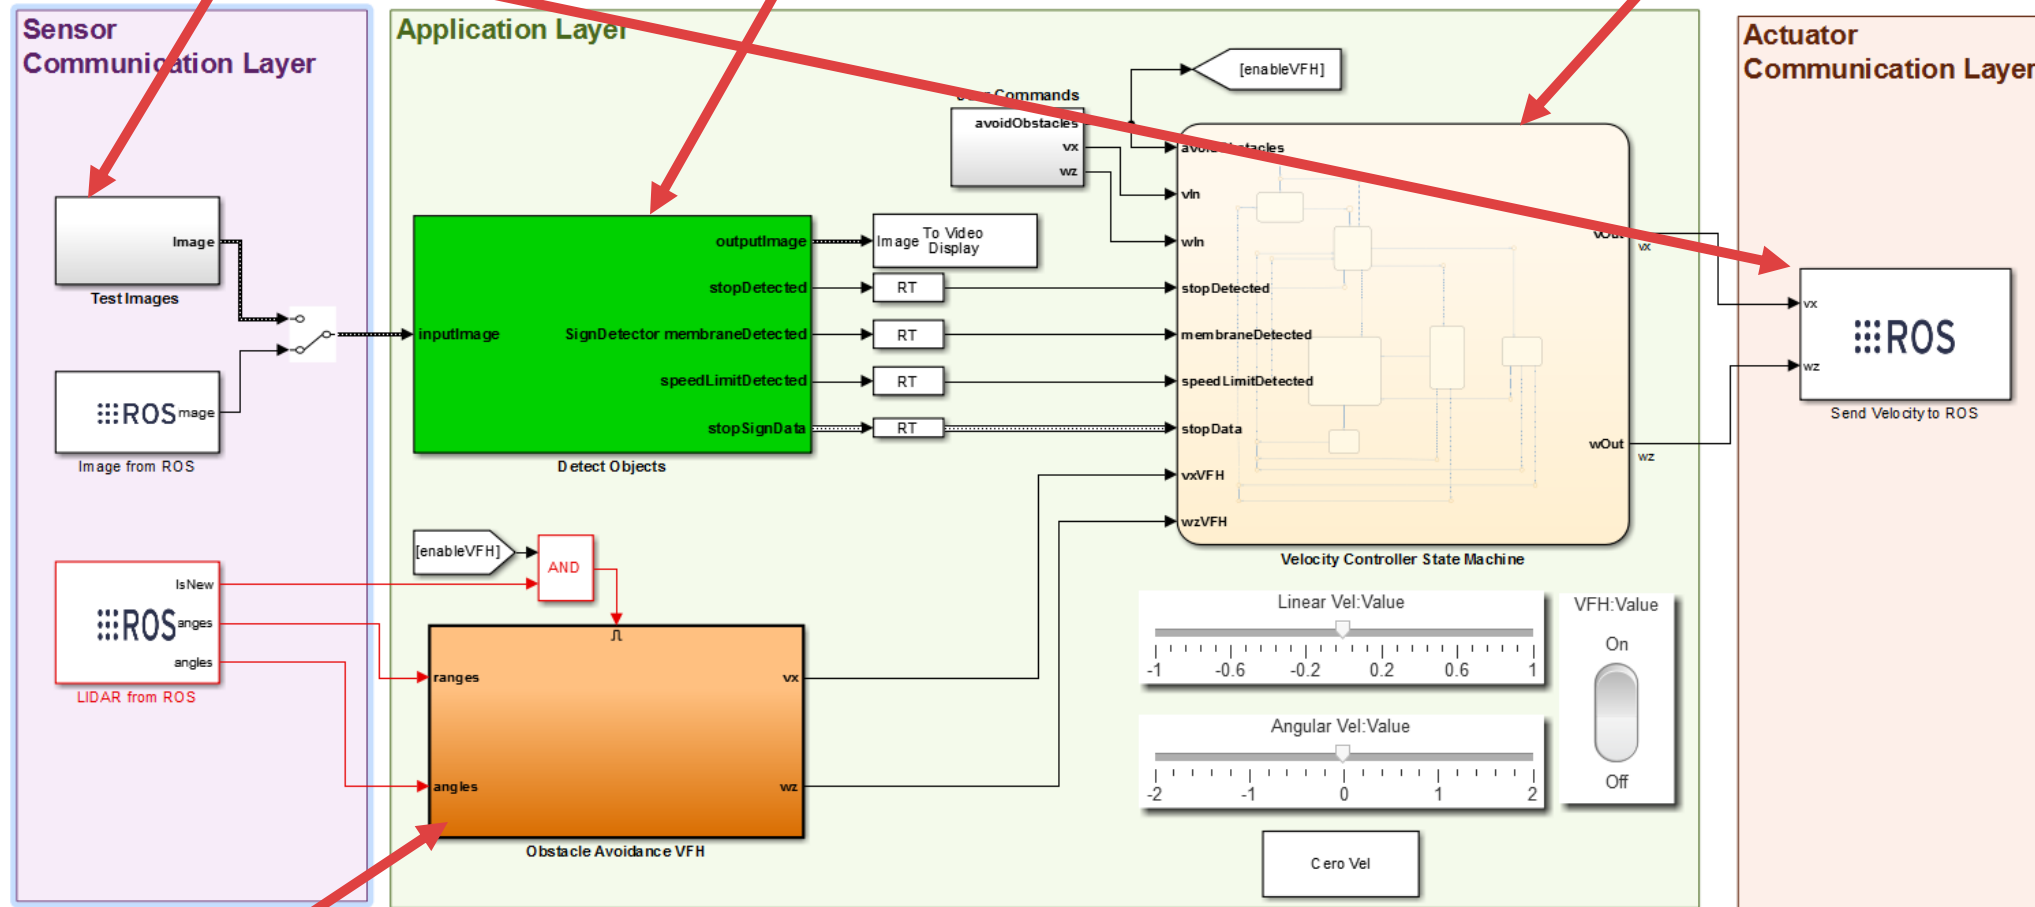 Sensor
Communication Layer
Image
Test Images
ROS mage
Image from ROS
IsNew
ROS anges
angles
LIDAR from ROS
Application Layer
[enableVFH]
Commands
avoidObstacles
vx
wz
inputImage
outputImage
stopDetected
SignDetector membraneDetected
speedLimitDetected
stopSignData
Detect Objects
Image To Video
Display
RT
RT
RT
RT
avoidObstacles
vIn
wIn
stopDetected
membraneDetected
speedLimitDetected
stopData
vxVFH
wzVFH
vOut
vx
wOut
wz
Velocity Controller State Machine
[enableVFH]
AND
ranges
angles
vx
wz
Obstacle Avoidance VFH
Linear Vel:Value
-1 -0.6 -0.2 0.2 0.6 1
Angular Vel:Value
-2 -1 0 1 2
VFH:Value
On
Off
Cero Vel
Actuator
Communication Layer
vx
ROS
wz
Send Velocity to ROS